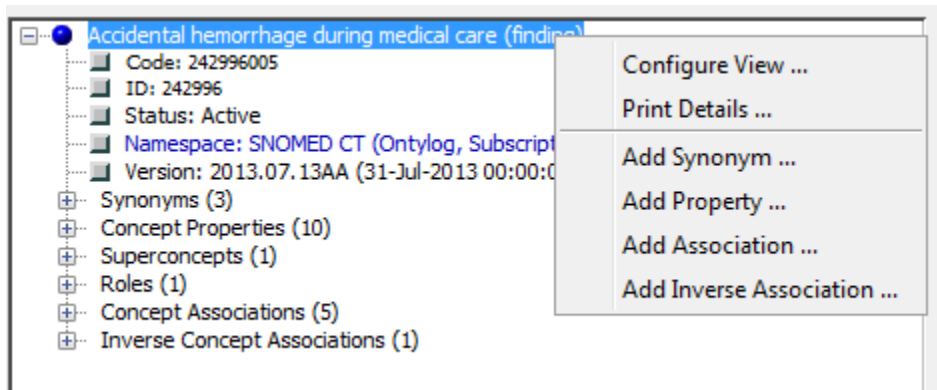 Accidental hemorrhage during medical care (finding)
Code: 242996005
ID: 242996
Status: Active
Namespace: SNOMED CT (Ontylog, Subscript
Version: 2013.07.13AA (31-Jul-2013 00:00:0
Synonyms (3)
Concept Properties (10)
Superconcepts (1)
Roles (1)
Concept Associations (5)
Inverse Concept Associations (1)
Configure View ...
Print Details ...
Add Synonym ...
Add Property ...
Add Association ...
Add Inverse Association ...